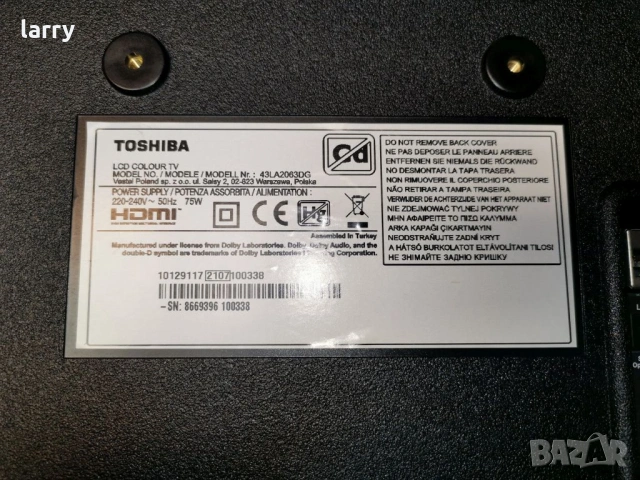 larry
TOSHIBA
LCD COLOUR TV
MODEL NO. / MODELE / MODELL Nr. : 43LA2063DG
Vestel Poland sp. z o.o. ul. Salsy 2, 02-823 Warszawa, Polska
POWER SUPPLY / POTENZA ASSORBITA / ALIMENTATION :
220-240V~ 50Hz 75W
HDMI
CE
Hg
Pb
Assembled in Turkey
Manufactured under license from Dolby Laboratories. Dolby, Dolby Audio, and the
double-D symbol are trademarks of Dolby Laboratories Licensing Corporation.
10129117 2107 100338
-SN: 8669396 100338
DO NOT REMOVE BACK COVER
NE PAS DEPOSER LE PANNEAU ARRIERE
ENTFERNEN SIE NIEMALS DIE RÜCKWAND
NO DESMONTAR LA TAPA TRASERA
NON RIMUOVERE IL COPERCHIO POSTERIORE
NÃO RETIRAR A TAMPA TRASEIRA
VERWIJDER DE ACHTERZIJDE VAN HET APPARAAT NIET
NIE ZDEJMOWAĆ TYLNEJ POKRYWY
ΜΗΝ ΑΦΑΙΡΕΙΤΕ ΤΟ ΠΙΣΩ ΚΑΛΥΜΜΑ
ARKA KAPAĞI ÇIKARTMAYIN
NEODSTRAŇUJTE ZADNÍ KRYT
A HÁTSÓ BURKOLATOT ELTÁVOLÍTANI TILOS!
НЕ ЗНІМАЙТЕ ЗАДНЮ КРИШКУ
BAZAR